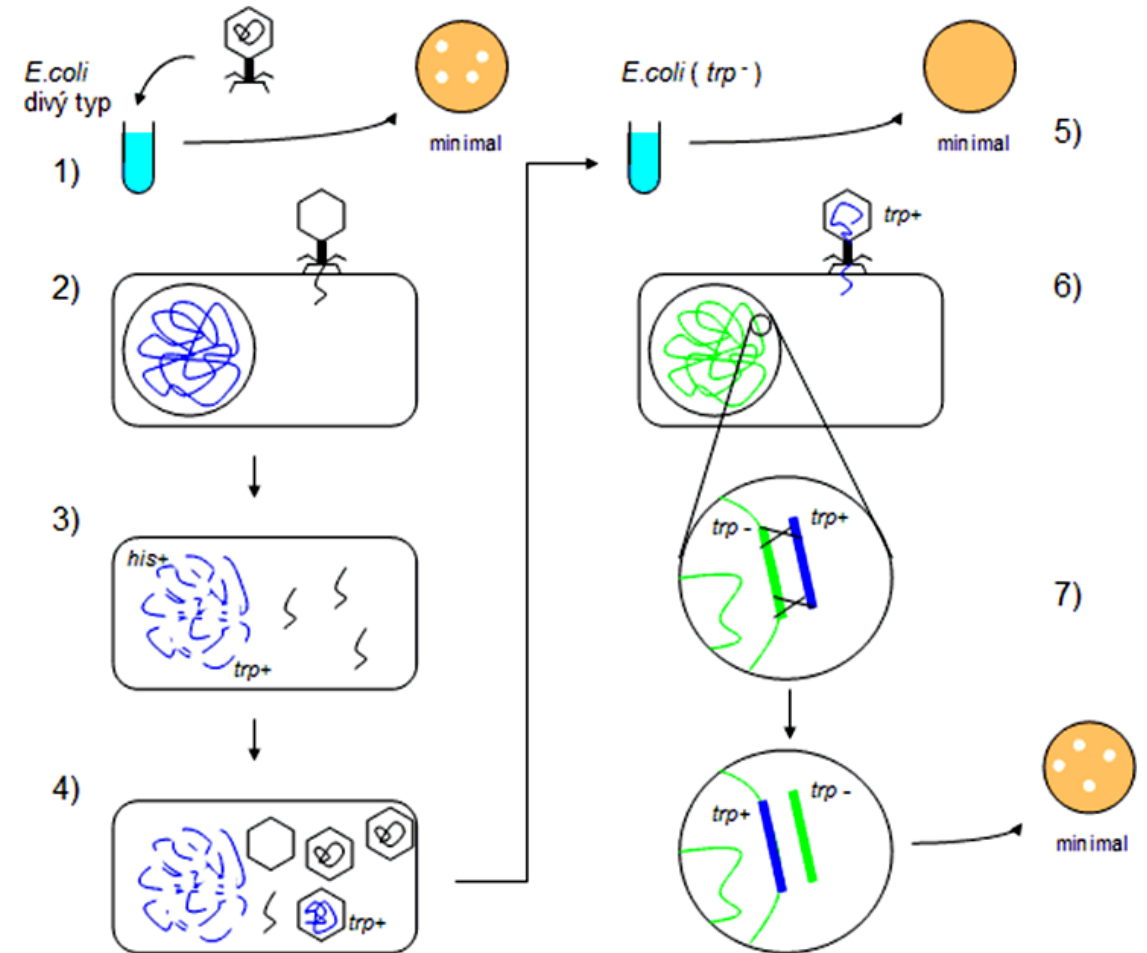 E.coli
divý typ
minimal
1)
2)
3)
his+
trp+
4)
trp+
E.coli ( trp - )
minimal
5)
trp+
6)
trp -
trp+
7)
trp+
trp -
minimal